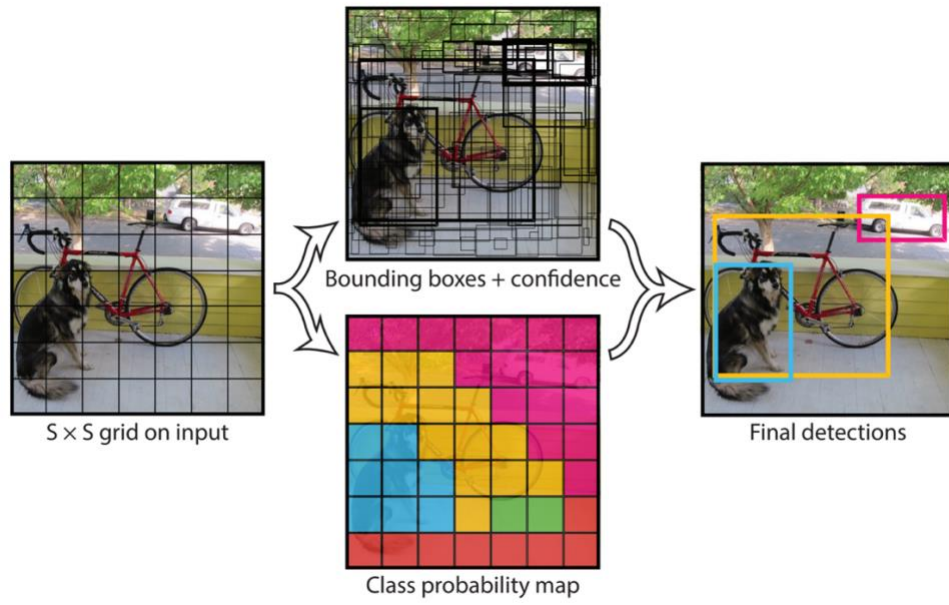 S × S grid on input
Bounding boxes + confidence
Class probability map
Final detections